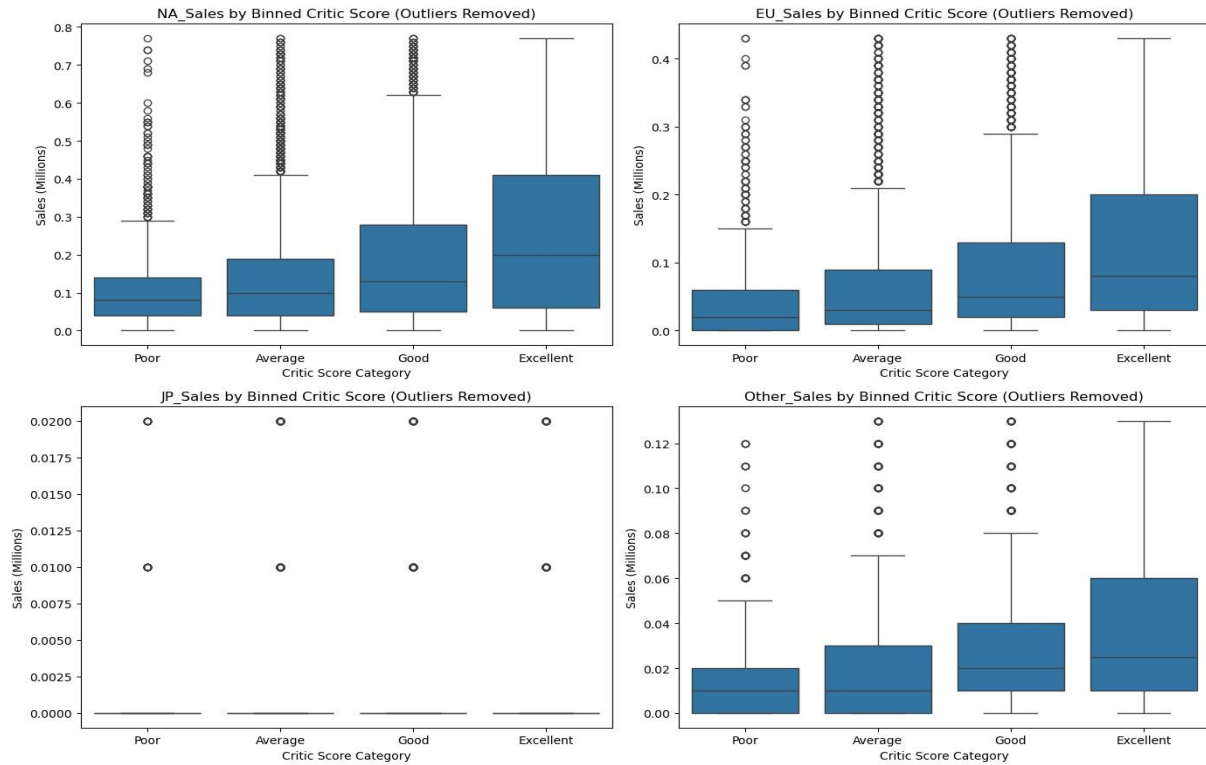 NA_Sales by Binned Critic Score (Outliers Removed)
0.8
0.7
0.6
0.5
0.4
0.3
0.2
0.1
0.0
Sales (Millions)
Poor Average Good Excellent
Critic Score Category
EU_Sales by Binned Critic Score (Outliers Removed)
0.4
0.3
0.2
0.1
0.0
Sales (Millions)
Poor Average Good Excellent
Critic Score Category
JP_Sales by Binned Critic Score (Outliers Removed)
0.0200
0.0175
0.0150
0.0125
0.0100
0.0075
0.0050
0.0025
0.0000
Sales (Millions)
Poor Average Good Excellent
Critic Score Category
Other_Sales by Binned Critic Score (Outliers Removed)
0.12
0.10
0.08
0.06
0.04
0.02
0.00
Sales (Millions)
Poor Average Good Excellent
Critic Score Category